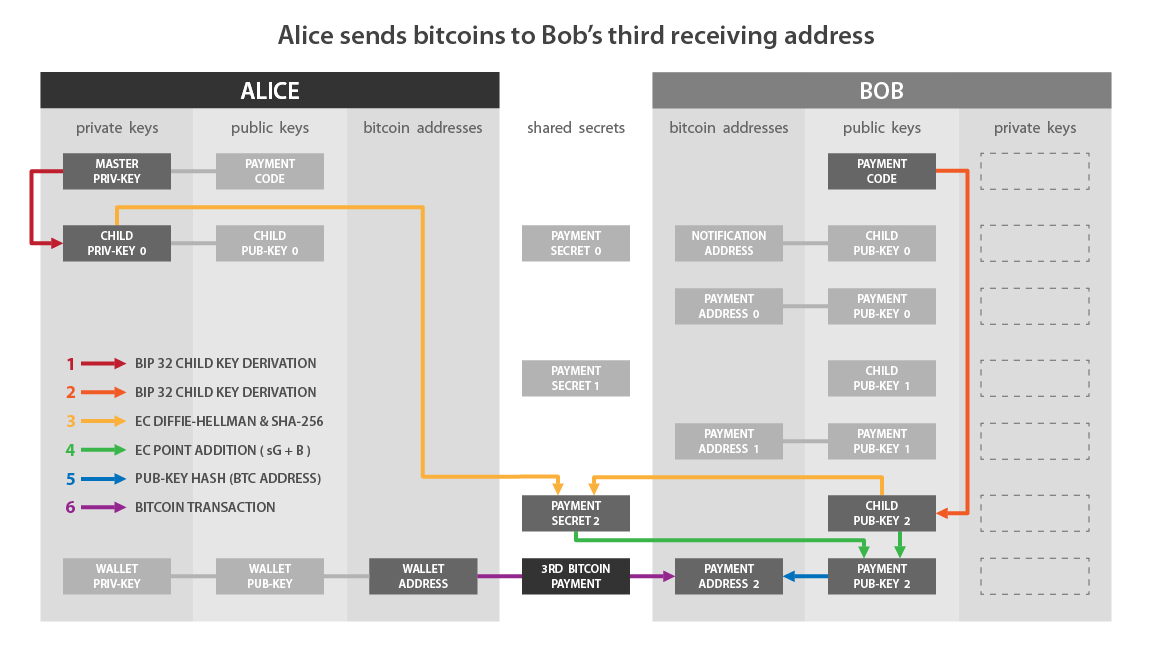 Alice sends bitcoins to Bob's third receiving address
ALICE
BOB
private keys
public keys
bitcoin addresses
shared secrets
bitcoin addresses
public keys
private keys
MASTER
PRIV-KEY
PAYMENT
CODE
PAYMENT
CODE
CHILD
PRIV-KEY 0
CHILD
PUB-KEY 0
PAYMENT
SECRET 0
NOTIFICATION
ADDRESS
CHILD
PUB-KEY 0
PAYMENT
ADDRESS 0
PAYMENT
PUB-KEY 0
1 BIP 32 CHILD KEY DERIVATION
2 BIP 32 CHILD KEY DERIVATION
3 EC DIFFIE-HELLMAN & SHA-256
4 EC POINT ADDITION ( sG + B )
5 PUB-KEY HASH (BTC ADDRESS)
6 BITCOIN TRANSACTION
PAYMENT
SECRET 1
CHILD
PUB-KEY 1
PAYMENT
ADDRESS 1
PAYMENT
PUB-KEY 1
PAYMENT
SECRET 2
CHILD
PUB-KEY 2
WALLET
PRIV-KEY
WALLET
PUB-KEY
WALLET
ADDRESS
3RD BITCOIN
PAYMENT
PAYMENT
ADDRESS 2
PAYMENT
PUB-KEY 2